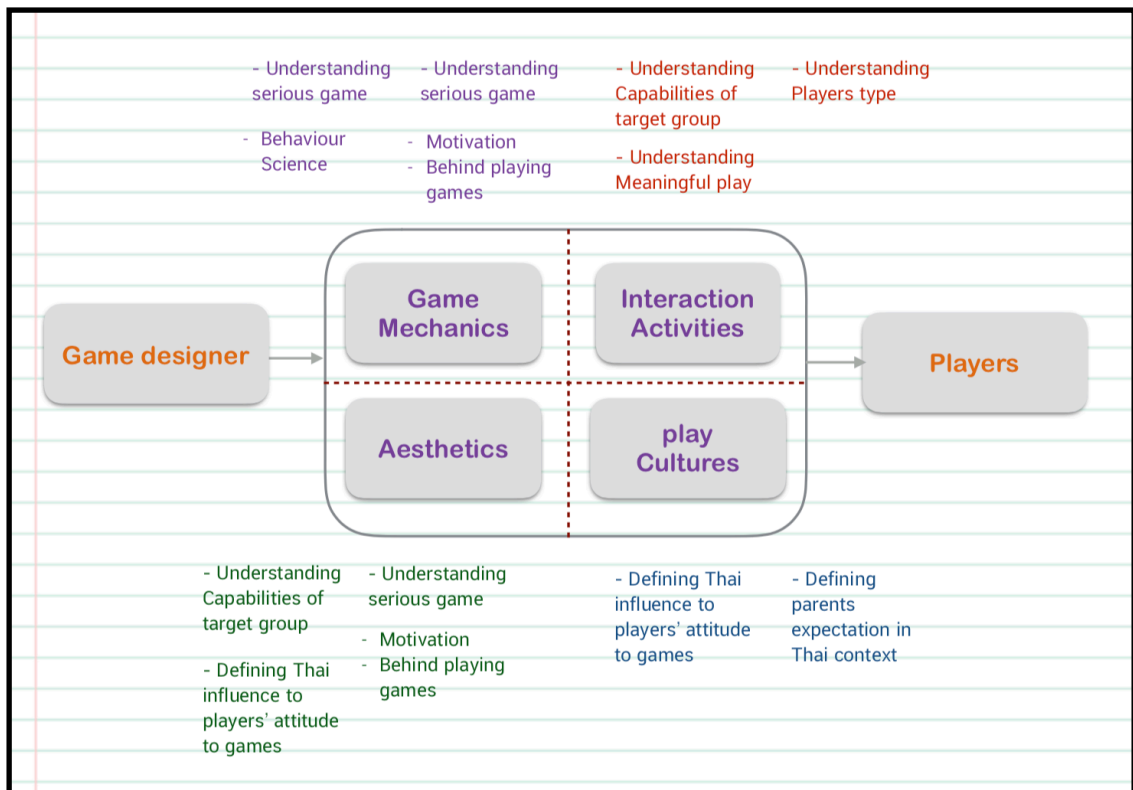 - Understanding
serious game
- Behaviour
Science
- Understanding
serious game
- Motivation
- Behind playing
games
- Understanding
Capabilities of
target group
- Understanding
Meaningful play
- Understanding
Players type
Game designer
Game
Mechanics
Interaction
Activities
Aesthetics
play
Cultures
Players
- Understanding
Capabilities of
target group
- Defining Thai
influence to
players’ attitude
to games
- Understanding
serious game
- Motivation
- Behind playing
games
- Defining Thai
influence to
players’ attitude
to games
- Defining
parents
expectation in
Thai context